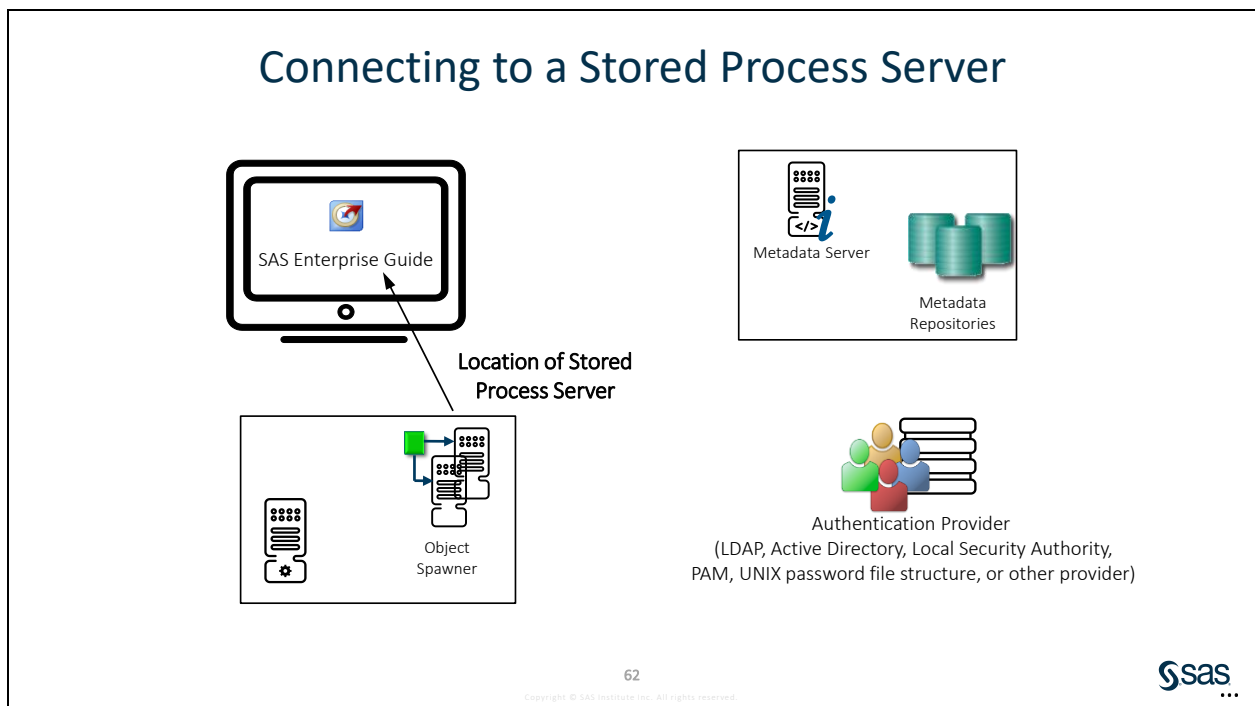 Connecting to a Stored Process Server
SAS Enterprise Guide
</>
i
Metadata Server
Metadata
Repositories
Location of Stored
Process Server
Object
Spawner
Authentication Provider
(LDAP, Active Directory, Local Security Authority,
PAM, UNIX password file structure, or other provider)
62
Copyright © SAS Institute Inc. All rights reserved.
sas
...